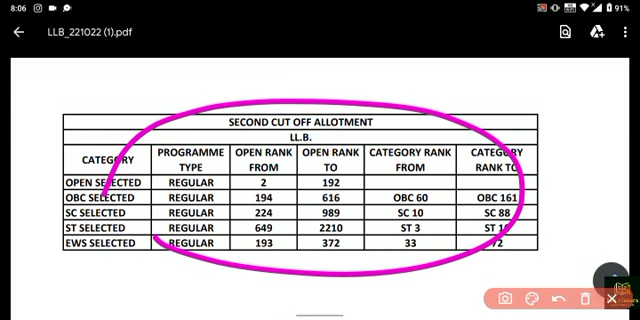 8:06
91%
LLB_221022 (1).pdf
SECOND CUT OFF ALLOTMENT
LL.B.
CATEGORY PROGRAMME TYPE OPEN RANK FROM OPEN RANK TO CATEGORY RANK FROM CATEGORY RANK TO
OPEN SELECTED REGULAR 2 192
OBC SELECTED REGULAR 194 616 OBC 60 OBC 161
SC SELECTED REGULAR 224 989 SC 10 SC 88
ST SELECTED REGULAR 649 2210 ST 3 ST
EWS SELECTED REGULAR 193 372 33 72